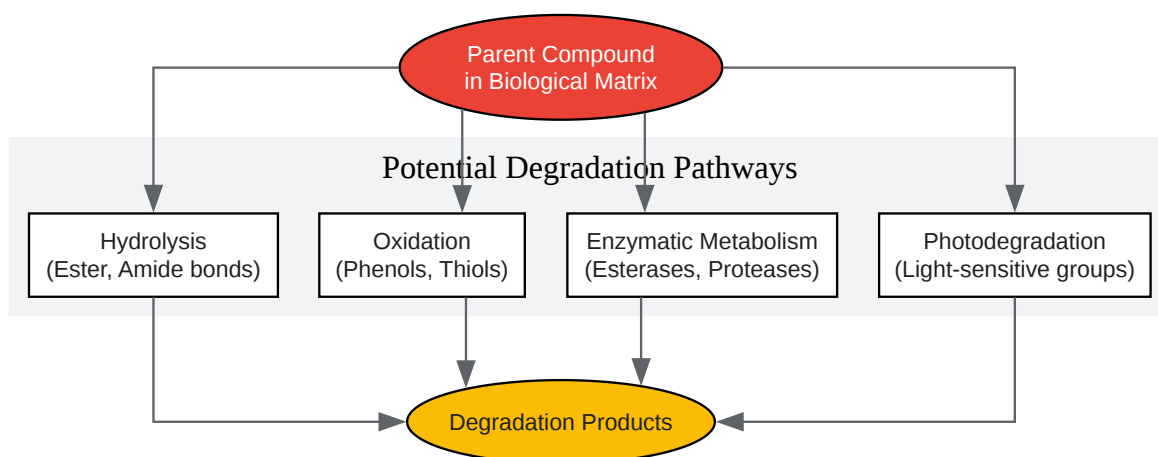 Parent Compound
in Biological Matrix
Potential Degradation Pathways
Hydrolysis
(Ester, Amide bonds)
Oxidation
(Phenols, Thiols)
Enzymatic Metabolism
(Esterases, Proteases)
Photodegradation
(Light-sensitive groups)
Degradation Products